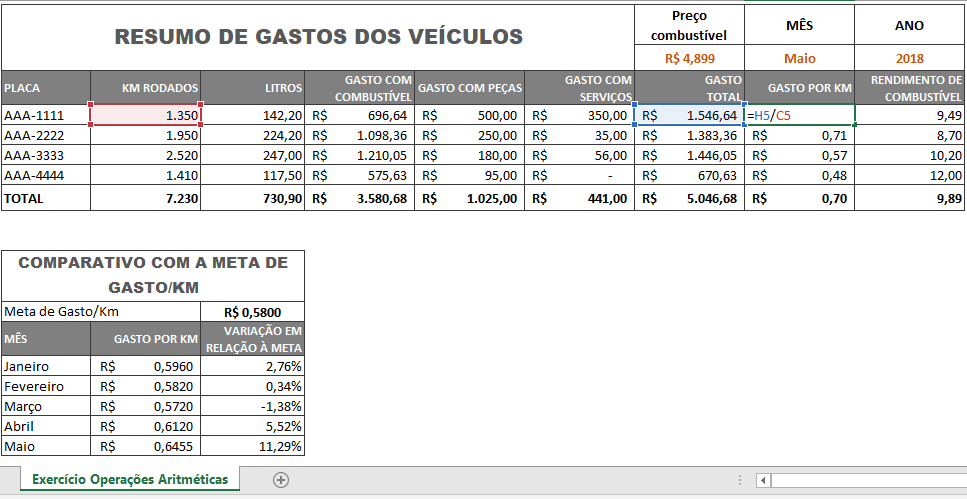 RESUMO DE GASTOS DOS VEÍCULOS
Preço combustível MÊS ANO
R$ 4,899 Maio 2018
PLACA KM RODADOS LITROS GASTO COM COMBUSTÍVEL GASTO COM PEÇAS GASTO COM SERVIÇOS GASTO TOTAL GASTO POR KM RENDIMENTO DE COMBUSTÍVEL
AAA-1111 1.350 142,20 R$ 696,64 R$ 500,00 R$ 350,00 R$ 1.546,64 =H5/C5 9,49
AAA-2222 1.950 224,20 R$ 1.098,36 R$ 250,00 R$ 35,00 R$ 1.383,36 R$ 0,71 8,70
AAA-3333 2.520 247,00 R$ 1.210,05 R$ 180,00 R$ 56,00 R$ 1.446,05 R$ 0,57 10,20
AAA-4444 1.410 117,50 R$ 575,63 R$ 95,00 R$ - R$ 670,63 R$ 0,48 12,00
TOTAL 7.230 730,90 R$ 3.580,68 R$ 1.025,00 R$ 441,00 R$ 5.046,68 R$ 0,70 9,89
COMPARATIVO COM A META DE
GASTO/KM
Meta de Gasto/Km R$ 0,5800
MÊS GASTO POR KM VARIAÇÃO EM RELAÇÃO À META
Janeiro R$ 0,5960 2,76%
Fevereiro R$ 0,5820 0,34%
Março R$ 0,5720 -1,38%
Abril R$ 0,6120 5,52%
Maio R$ 0,6455 11,29%
Exercício Operações Aritméticas